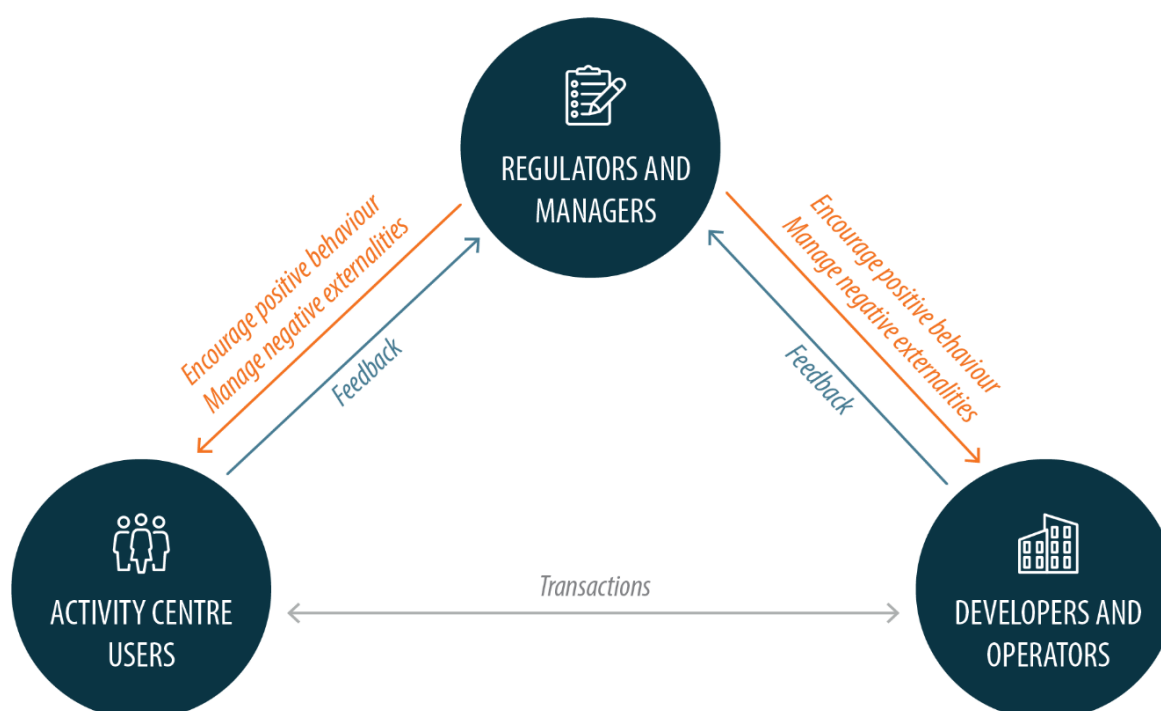 REGULATORS AND
MANAGERS
Encourage positive behaviour
Manage negative externalities
Feedback
Encourage positive behaviour
Manage negative externalities
Feedback
Transactions
ACTIVITY CENTRE
USERS
DEVELOPERS AND
OPERATORS